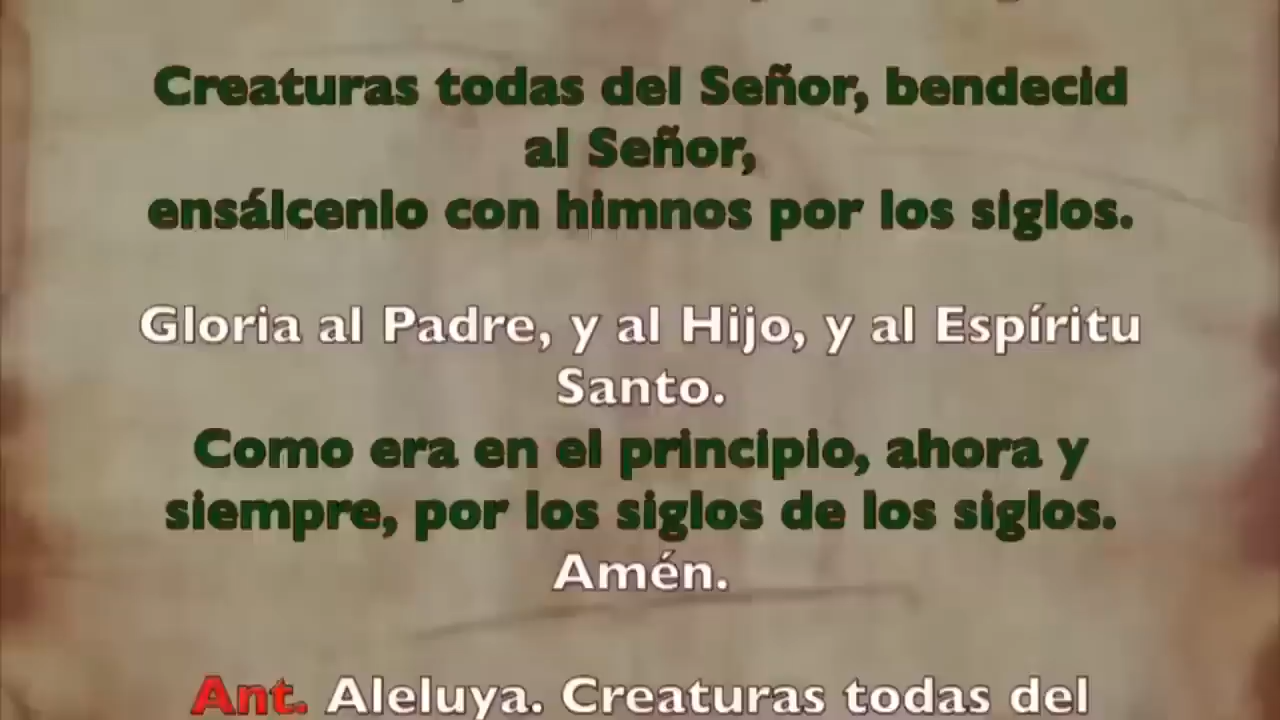 Creaturas todas del Señor, bendecid
al Señor,
ensálcenlo con himnos por los siglos.
Gloria al Padre, y al Hijo, y al Espíritu
Santo.
Como era en el principio, ahora y
siempre, por los siglos de los siglos.
Amén.
Ant. Aleluya. Creaturas todas del